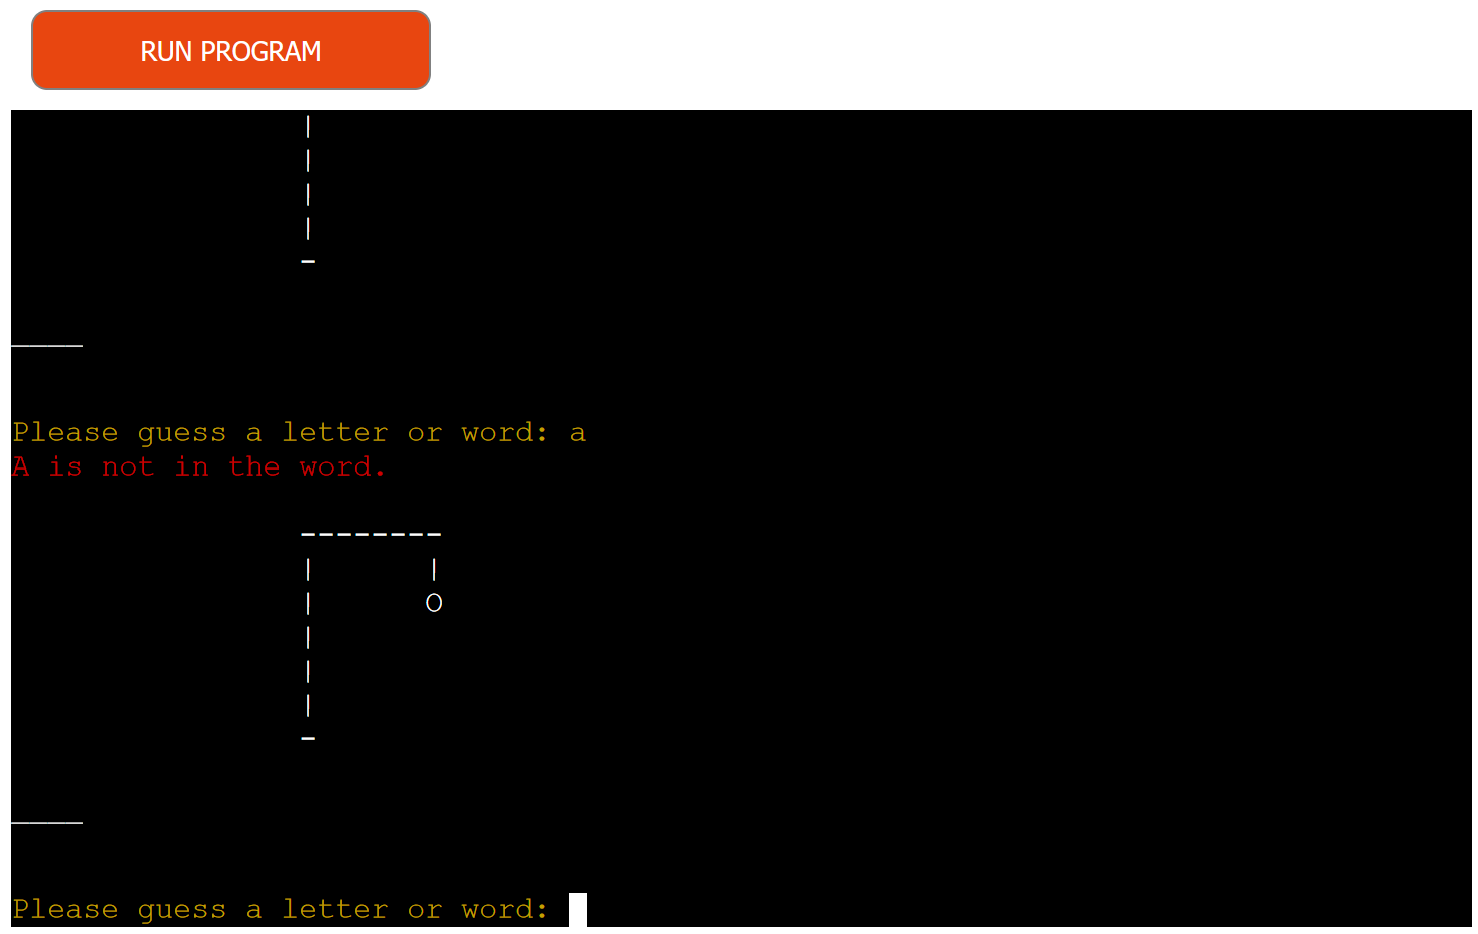 RUN PROGRAM
|
|
|
|
-
____
Please guess a letter or word: a
A is not in the word.
--------
|      |
|      O
|
|
|
-
____
Please guess a letter or word: